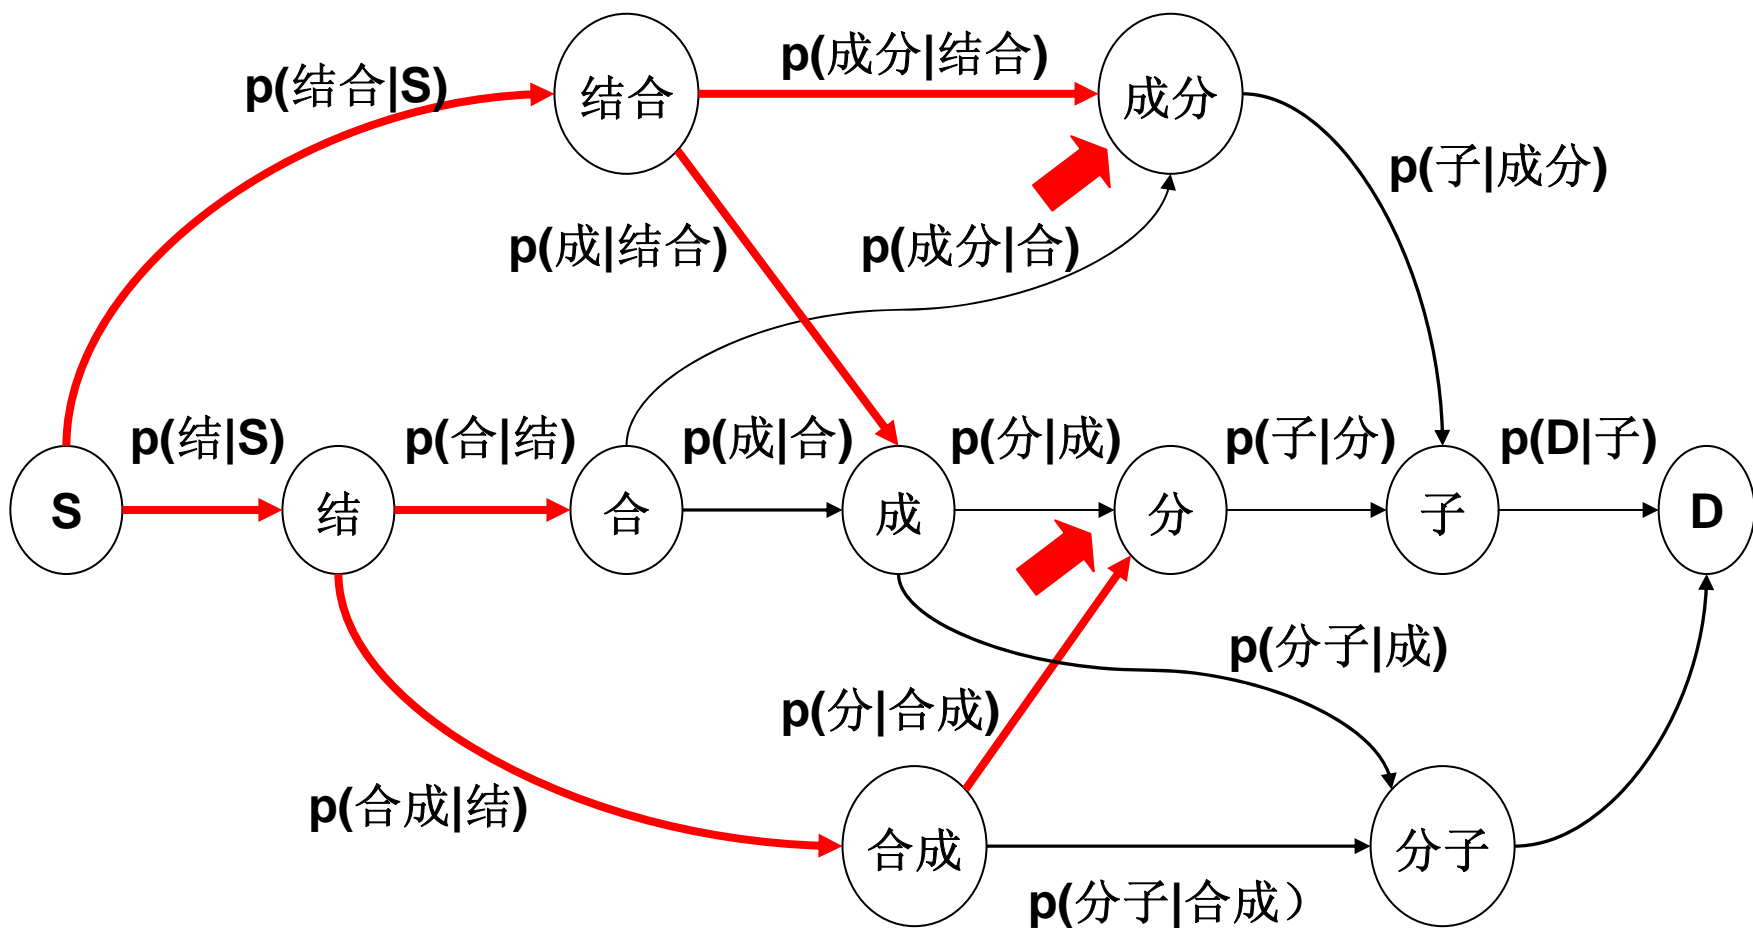 p(成分|结合)
p(结合|S)
结合
成分
p(子|成分)
p(成|结合)
p(成分|合)
p(结|S)
p(合|结)
p(成|合)
p(分|成)
p(子|分)
p(D|子)
S
结
合
成
分
子
D
p(分子|成)
p(分|合成)
p(合成|结)
合成
分子
p(分子|合成）